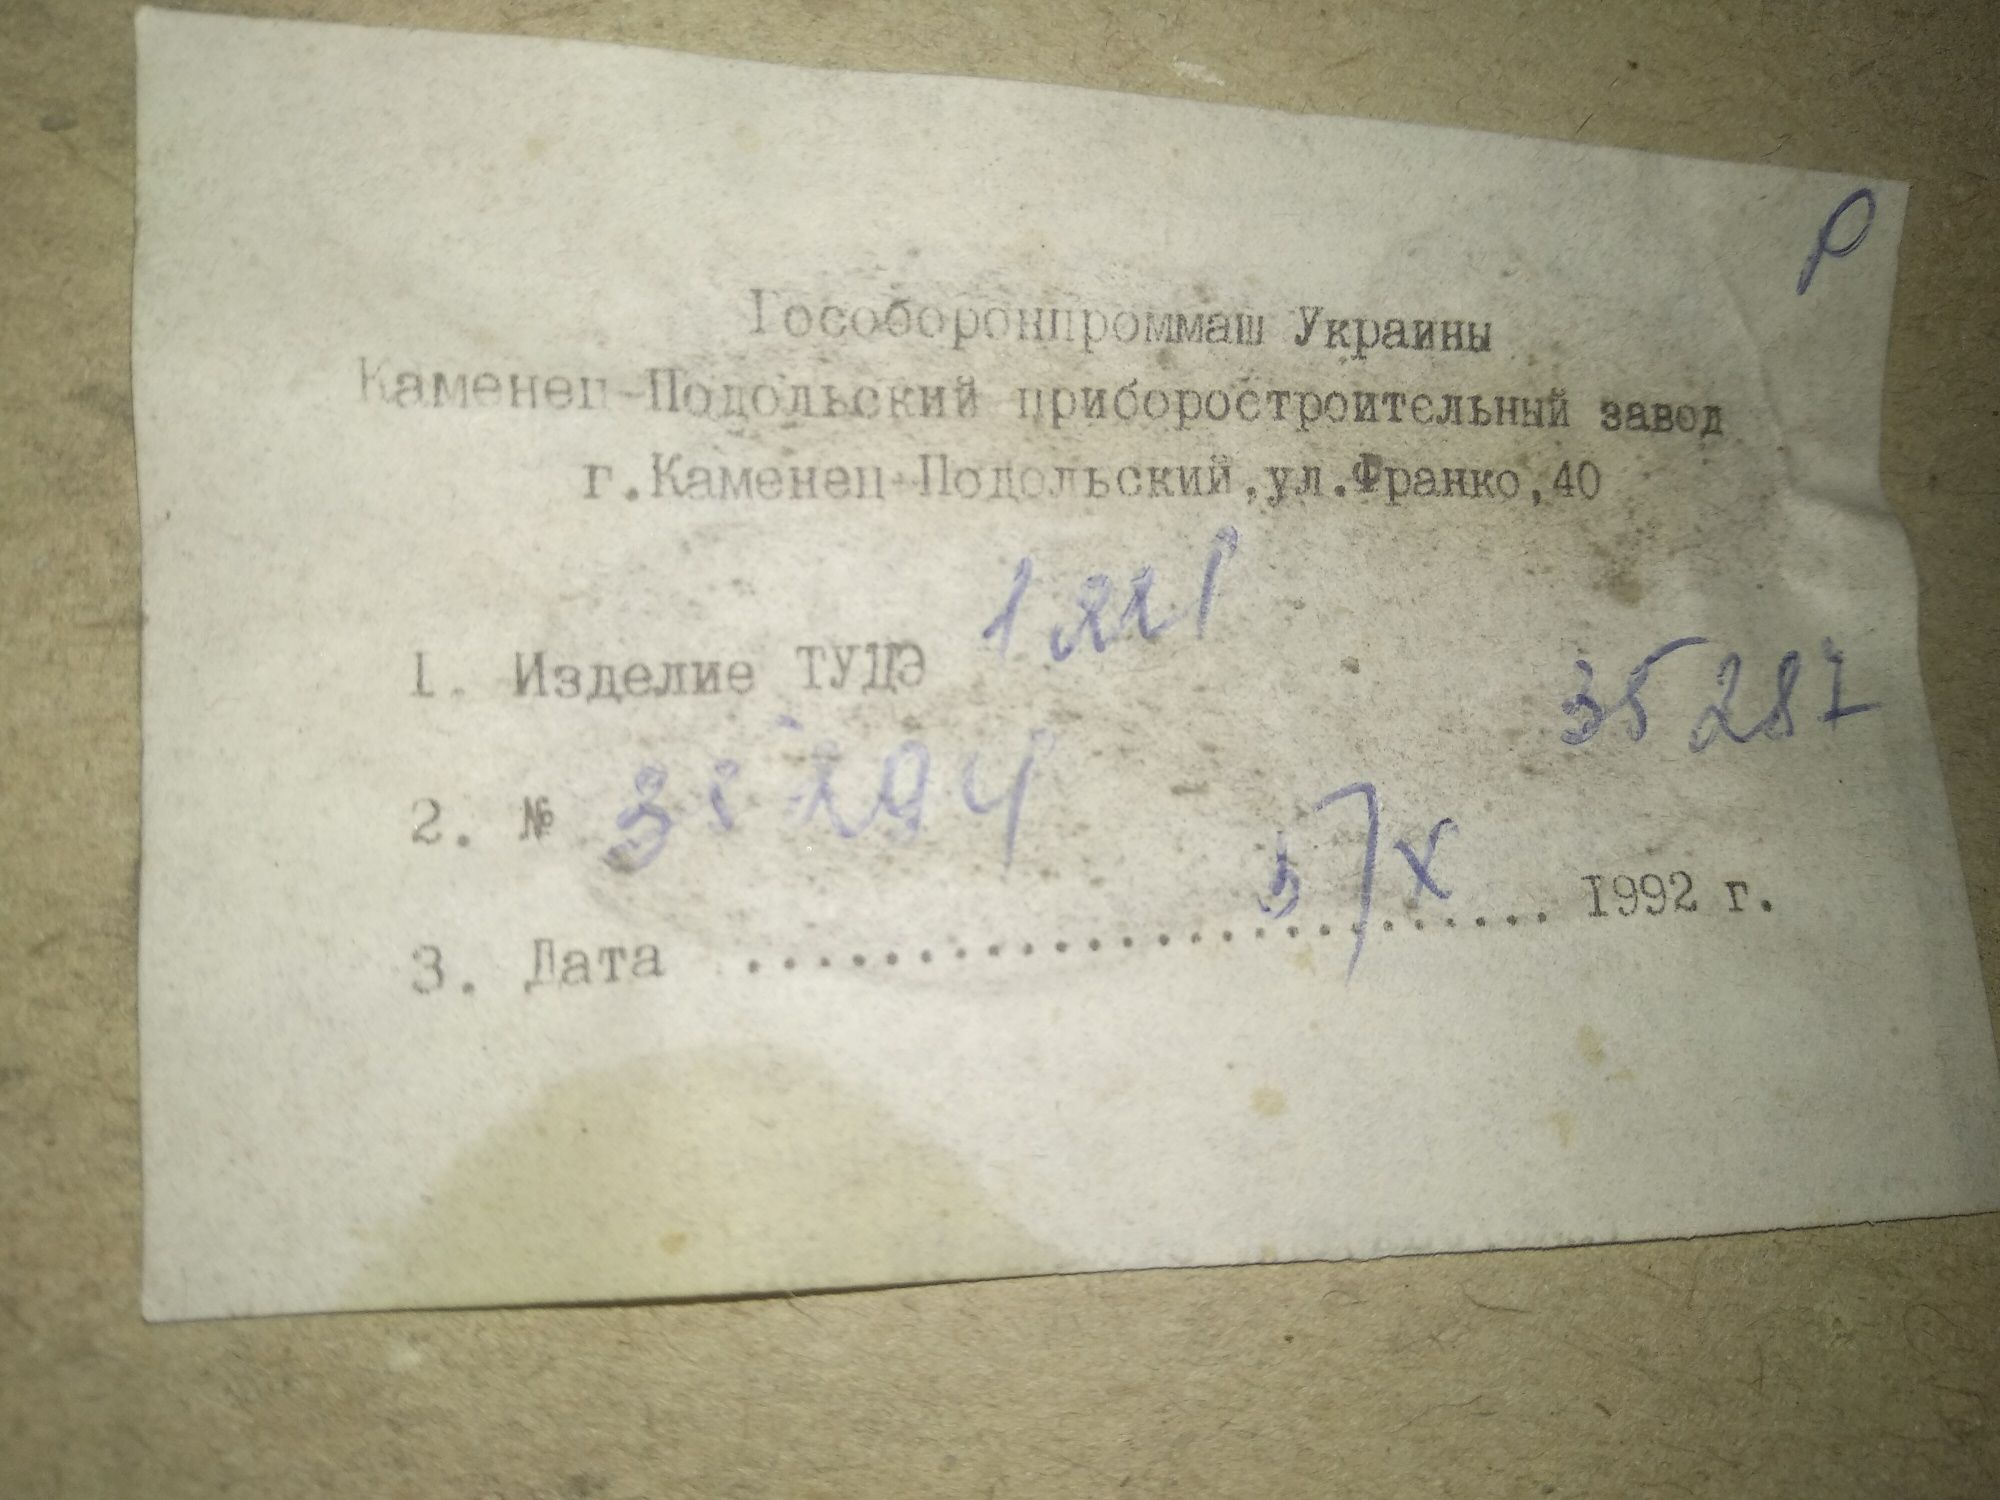 Р
Гособоронпроммаш Украины
Каменец-Подольский приборостроительный завод
г.Каменец-Подольский,ул.Франко,40
1. Изделие ТУДЭ
35287
2. №
3. Дата .................... 1992 г.